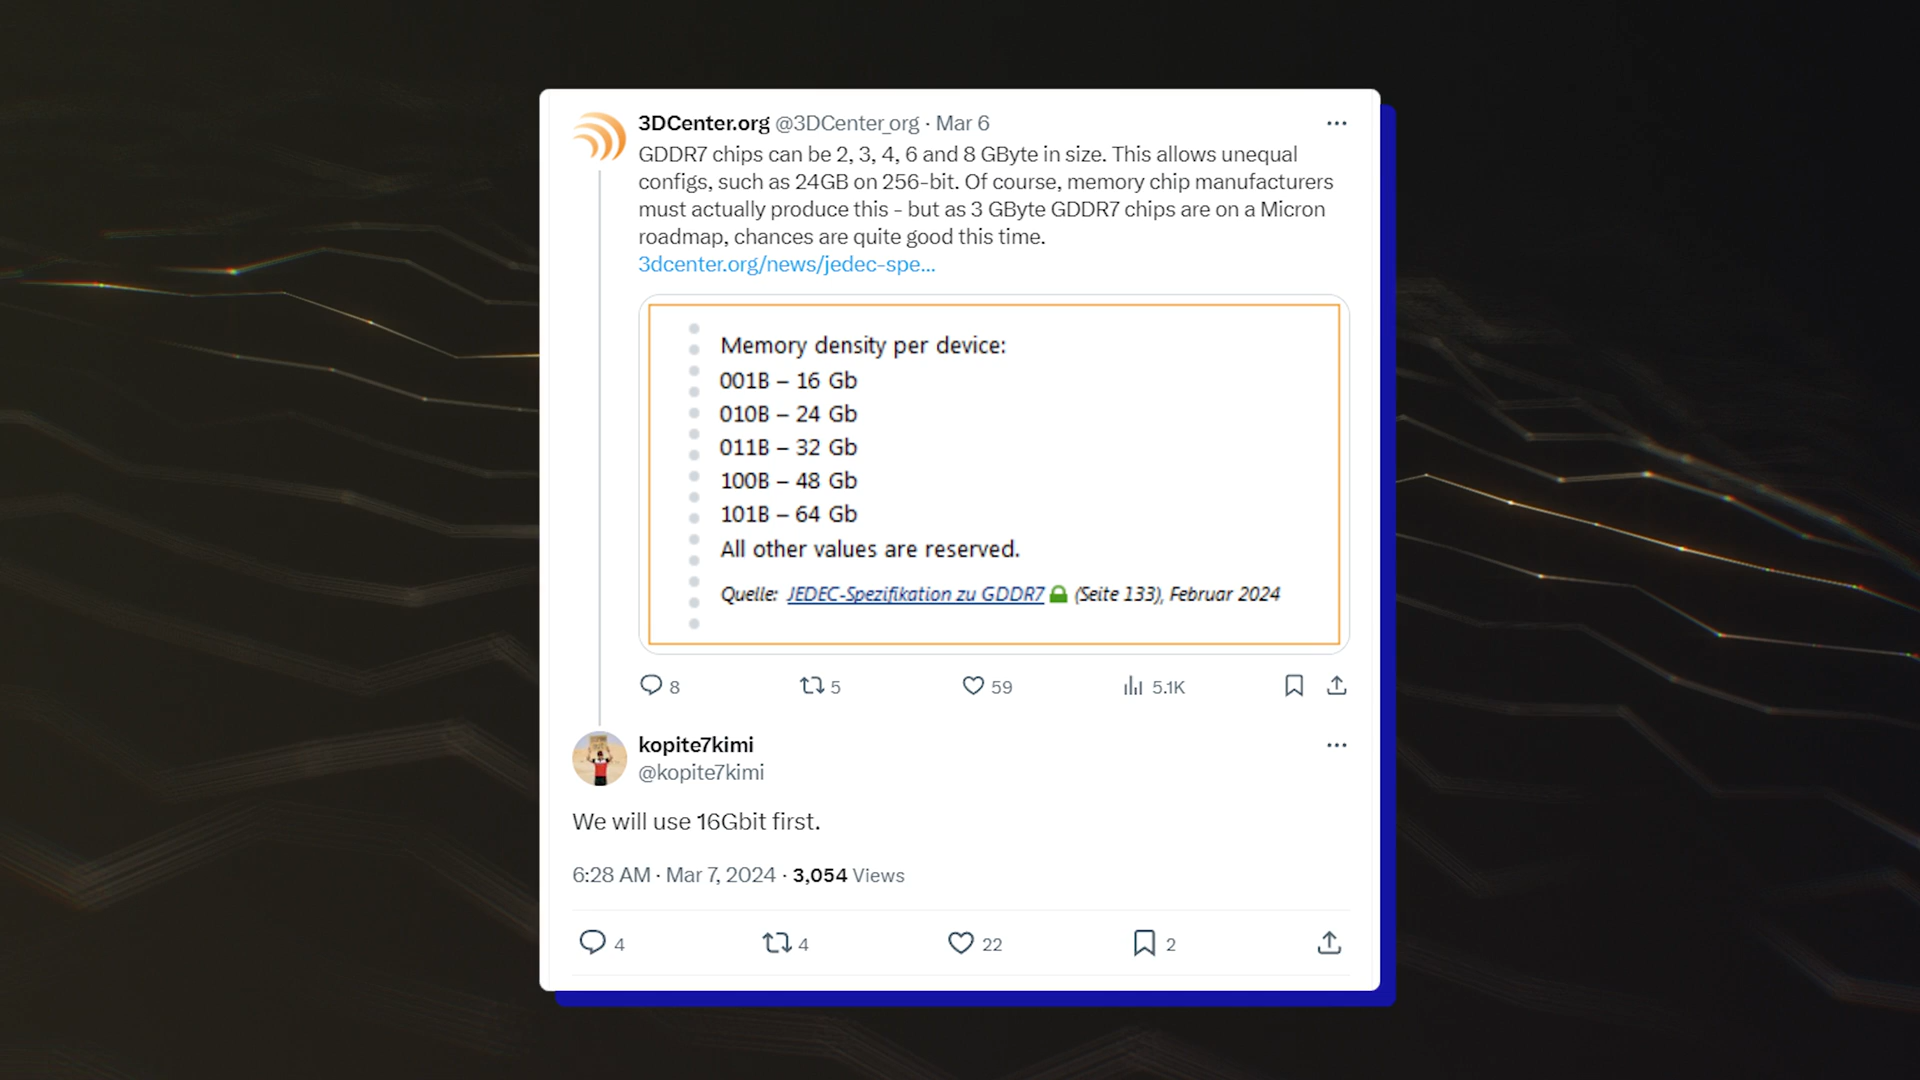 3DCenter.org @3DCenter_org · Mar 6
GDDR7 chips can be 2, 3, 4, 6 and 8 GByte in size. This allows unequal
configs, such as 24GB on 256-bit. Of course, memory chip manufacturers
must actually produce this - but as 3 GByte GDDR7 chips are on a Micron
roadmap, chances are quite good this time.
3dcenter.org/news/jedec-spe...
Memory density per device:
001B – 16 Gb
010B – 24 Gb
011B – 32 Gb
100B – 48 Gb
101B – 64 Gb
All other values are reserved.
Quelle: JEDEC-Spezifikation zu GDDR7 (Seite 133), Februar 2024
8 5 59 5.1K
kopite7kimi
@kopite7kimi
We will use 16Gbit first.
6:28 AM · Mar 7, 2024 · 3,054 Views
4 4 22 2